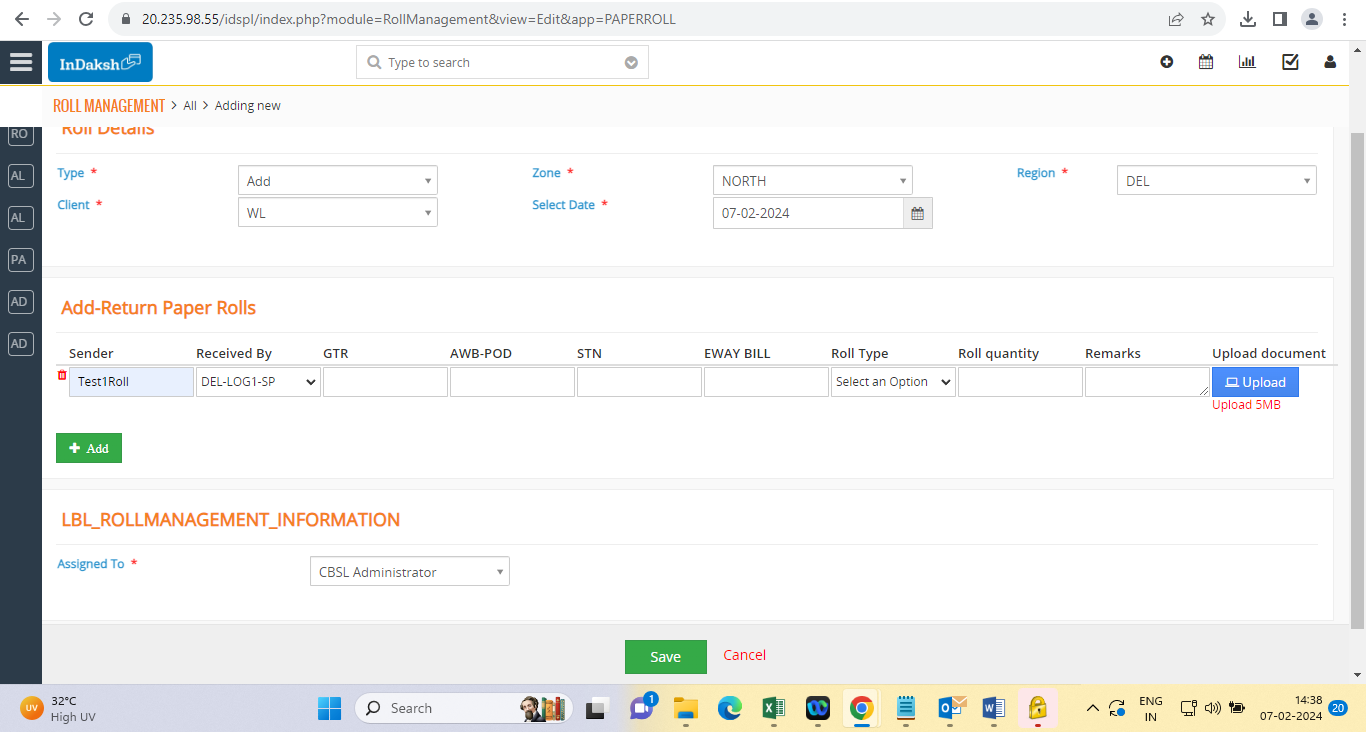 20.235.98.55/idspl/index.php?module=RollManagement&view=Edit&app=PAPERROLL
InDaksh
Type to search
ROLL MANAGEMENT > All > Adding new
RO
AL
AL
PA
AD
AD
Roll Details
Type * Add Zone * NORTH Region * DEL
Client * WL Select Date * 07-02-2024
Add-Return Paper Rolls
Sender Received By GTR AWB-POD STN EWAY BILL Roll Type Roll quantity Remarks Upload document
Test1Roll DEL-LOG1-SP Select an Option Upload
Upload 5MB
+ Add
LBL_ROLLMANAGEMENT_INFORMATION
Assigned To * CBSL Administrator
Save Cancel
UV 32°C
High UV
Search
1
ENG
IN
14:38
07-02-2024
20